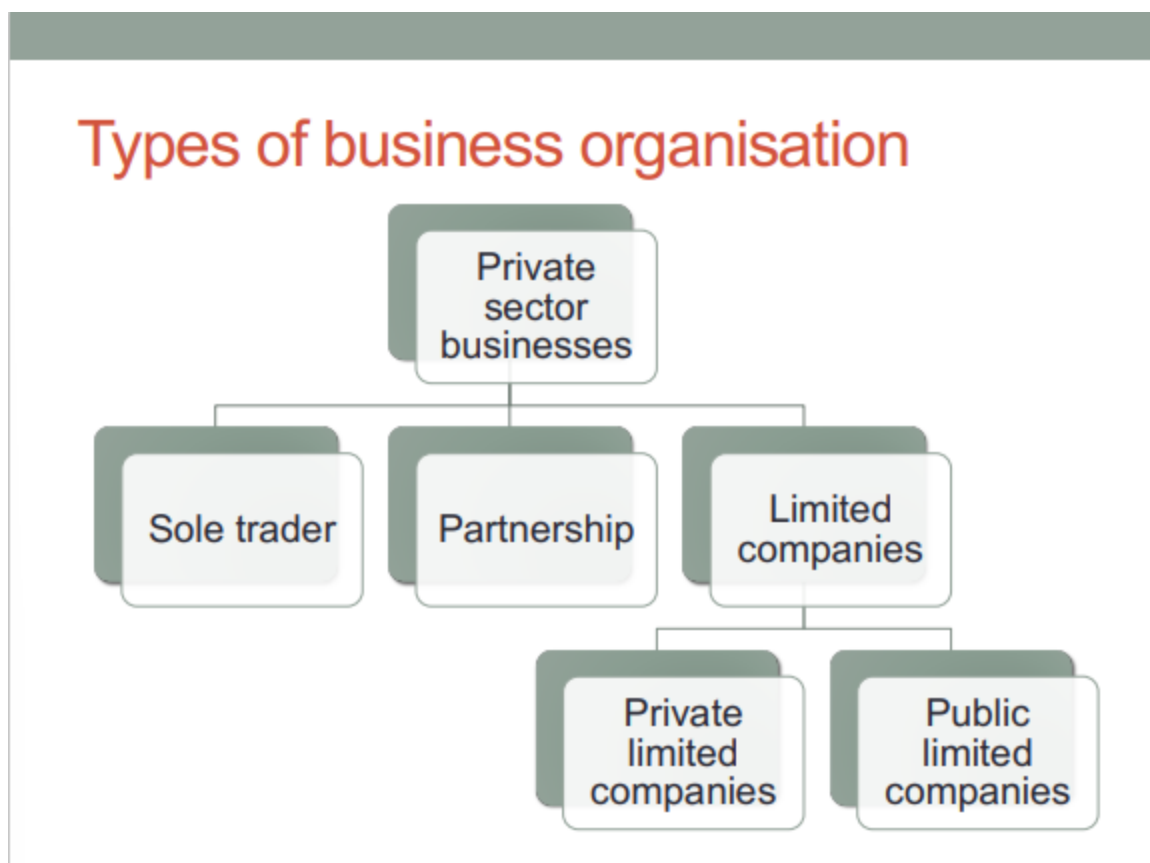 Types of business organisation
Private
sector
businesses
Sole trader
Partnership
Limited
companies
Private
limited
companies
Public
limited
companies